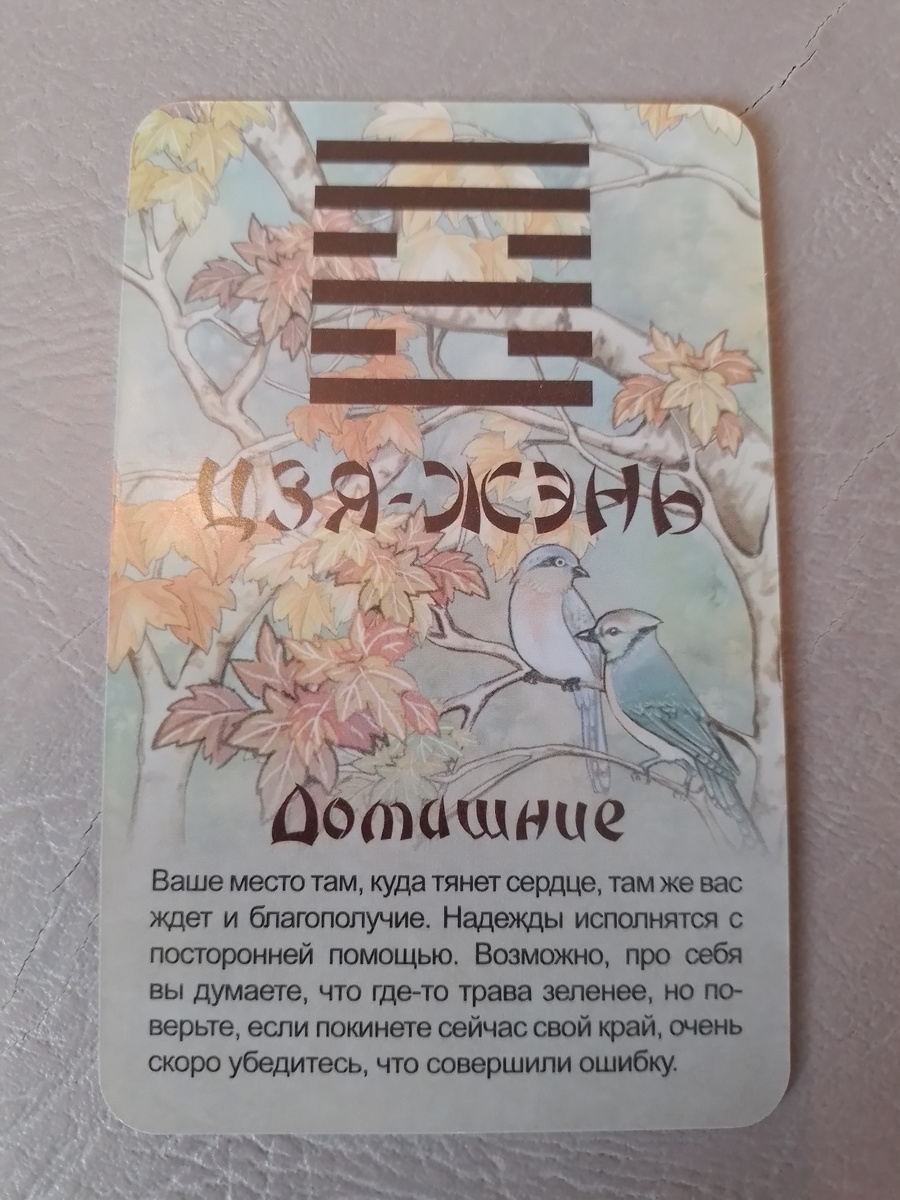 ЦЗЯ-ЖЭНЬ
Домашние
Ваше место там, куда тянет сердце, там же вас
ждет и благополучие. Надежды исполнятся с
посторонней помощью. Возможно, про себя
вы думаете, что где-то трава зеленее, но по-
верьте, если покинете сейчас свой край, очень
скоро убедитесь, что совершили ошибку.